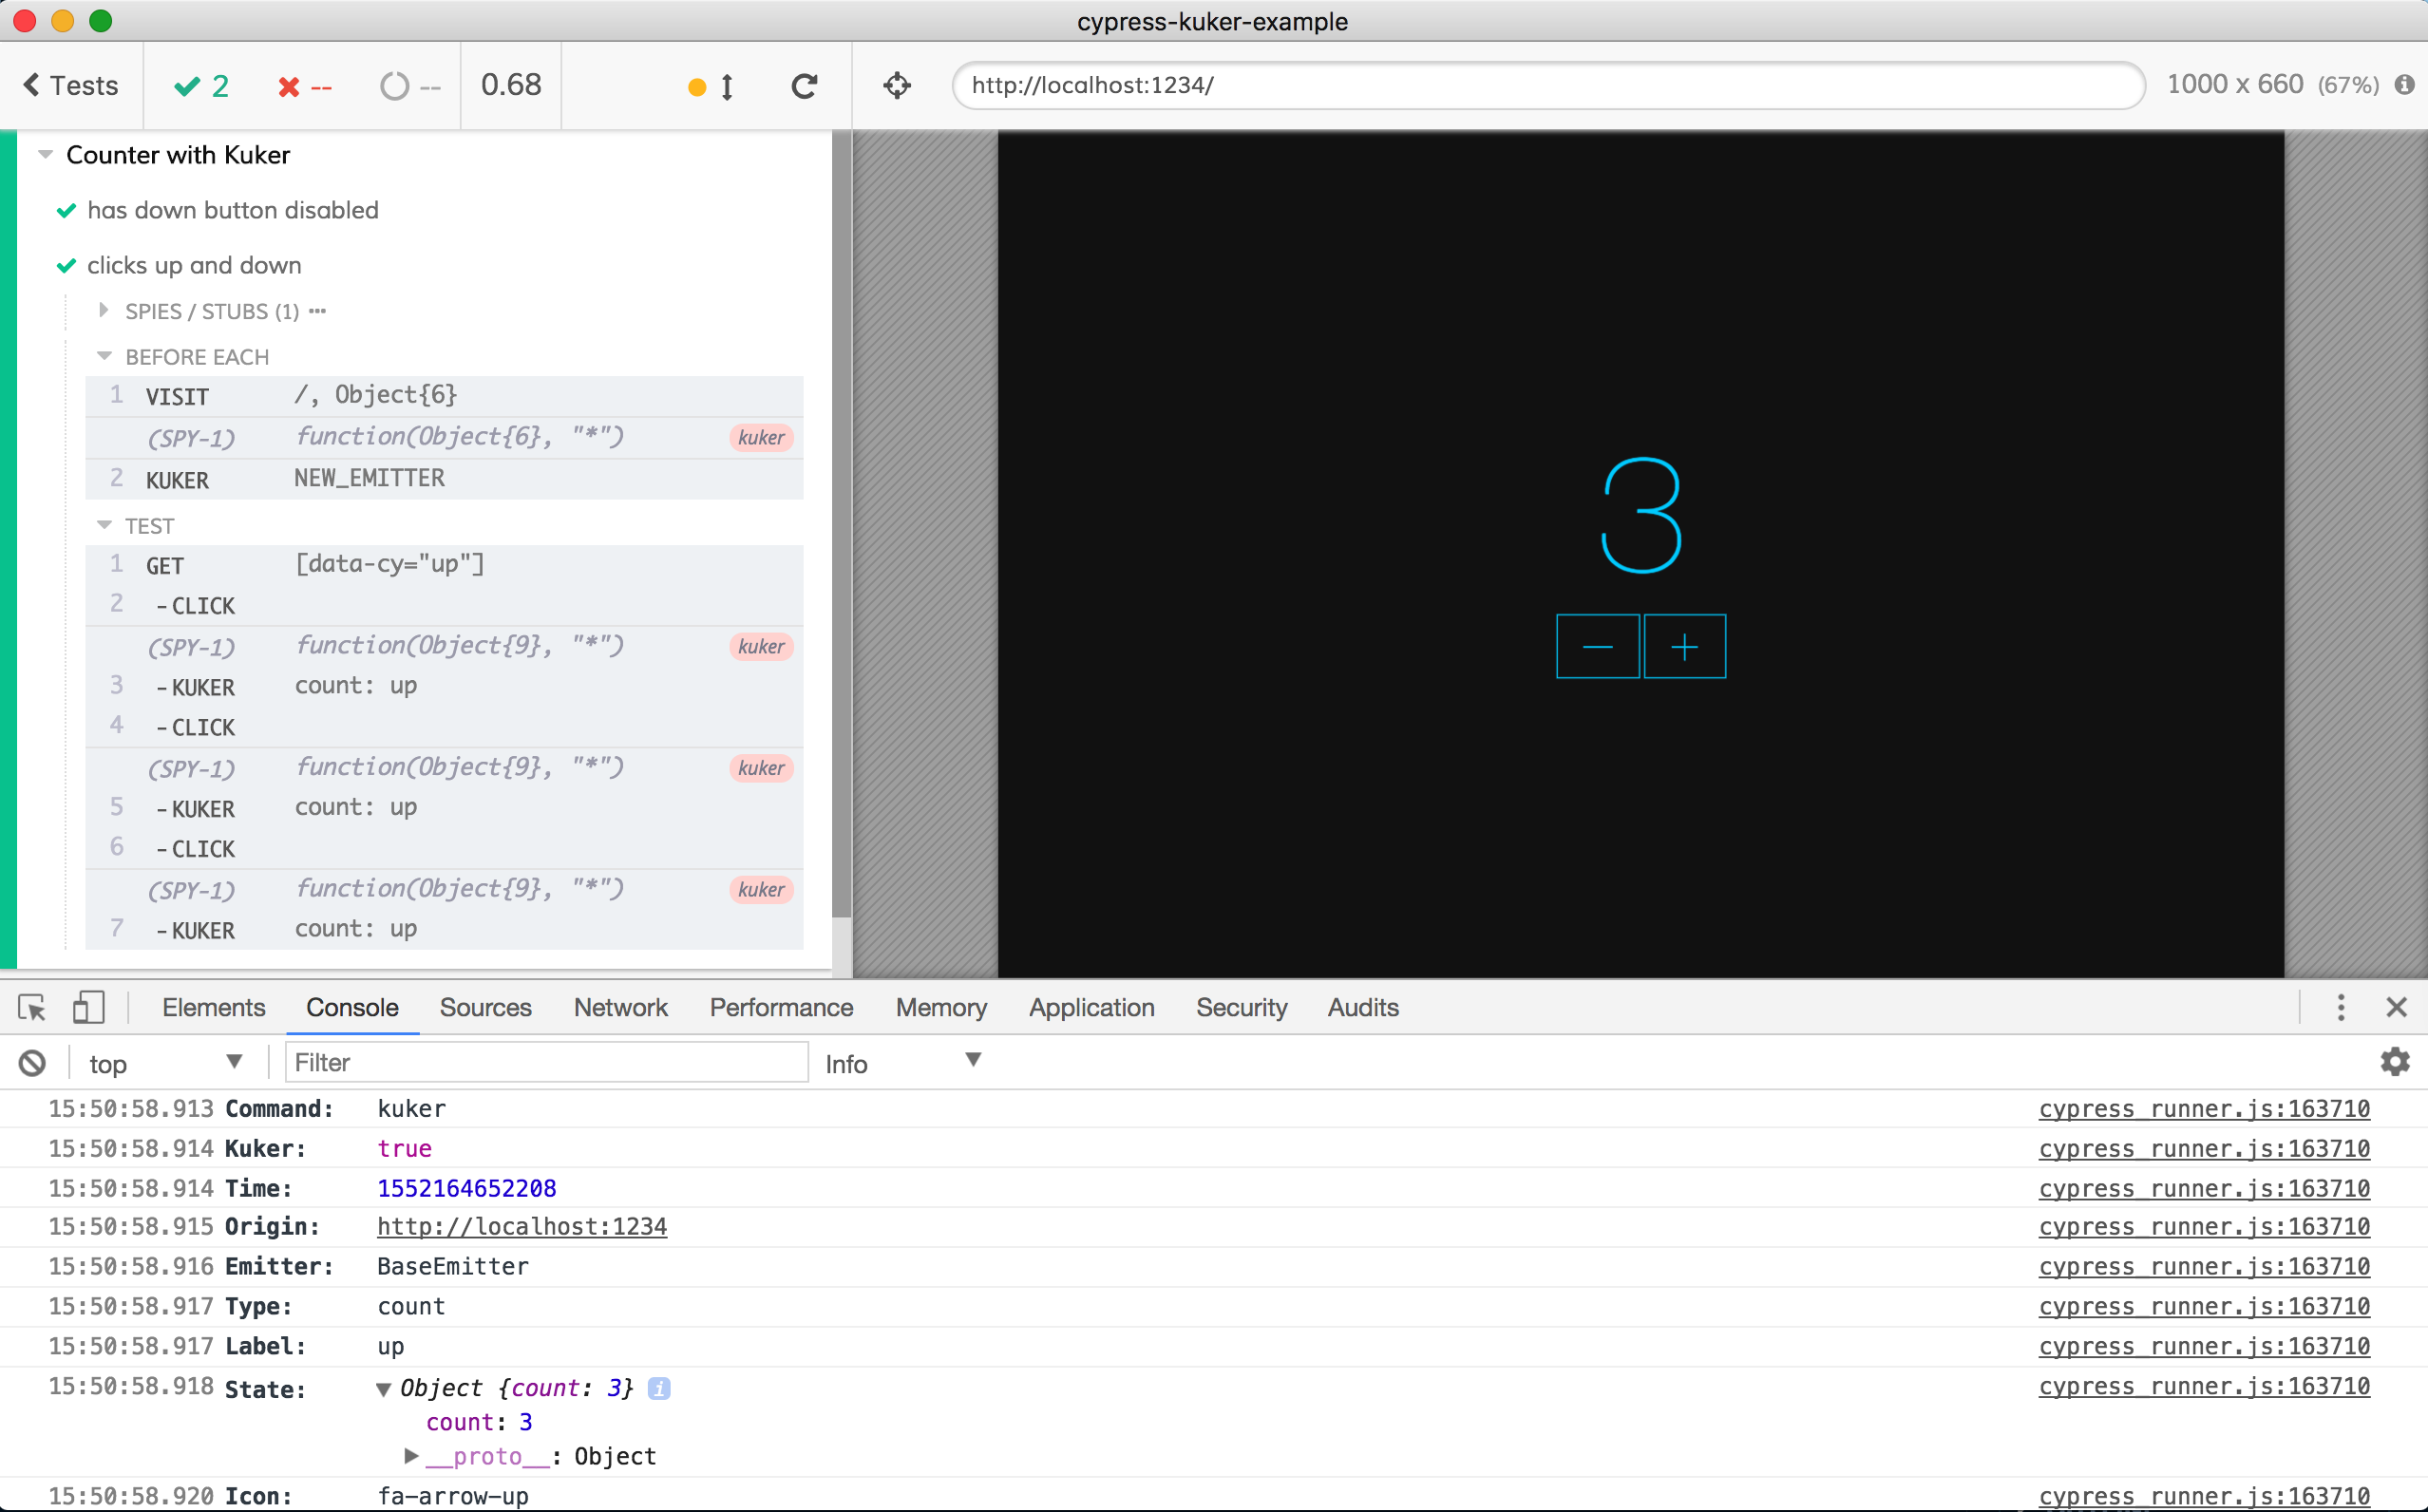 cypress-kuker-example
Tests 2 -- -- 0.68 http://localhost:1234/ 1000 x 660 (67%)
Counter with Kuker
has down button disabled
clicks up and down
SPIES / STUBS (1)
BEFORE EACH
1 VISIT /, Object{6}
(SPY-1) function(Object{6}, "*") kuker
2 KUKER NEW_EMITTER
TEST
1 GET [data-cy="up"]
2 -CLICK
(SPY-1) function(Object{9}, "*") kuker
3 -KUKER count: up
4 -CLICK
(SPY-1) function(Object{9}, "*") kuker
5 -KUKER count: up
6 -CLICK
(SPY-1) function(Object{9}, "*") kuker
7 -KUKER count: up
3
− +
Elements Console Sources Network Performance Memory Application Security Audits
top Filter Info
15:50:58.913 Command: kuker cypress_runner.js:163710
15:50:58.914 Kuker: true cypress_runner.js:163710
15:50:58.914 Time: 1552164652208 cypress_runner.js:163710
15:50:58.915 Origin: http://localhost:1234 cypress_runner.js:163710
15:50:58.916 Emitter: BaseEmitter cypress_runner.js:163710
15:50:58.917 Type: count cypress_runner.js:163710
15:50:58.917 Label: up cypress_runner.js:163710
15:50:58.918 State: Object {count: 3} i cypress_runner.js:163710
count: 3
__proto__: Object
15:50:58.920 Icon: fa-arrow-up cypress_runner.js:163710